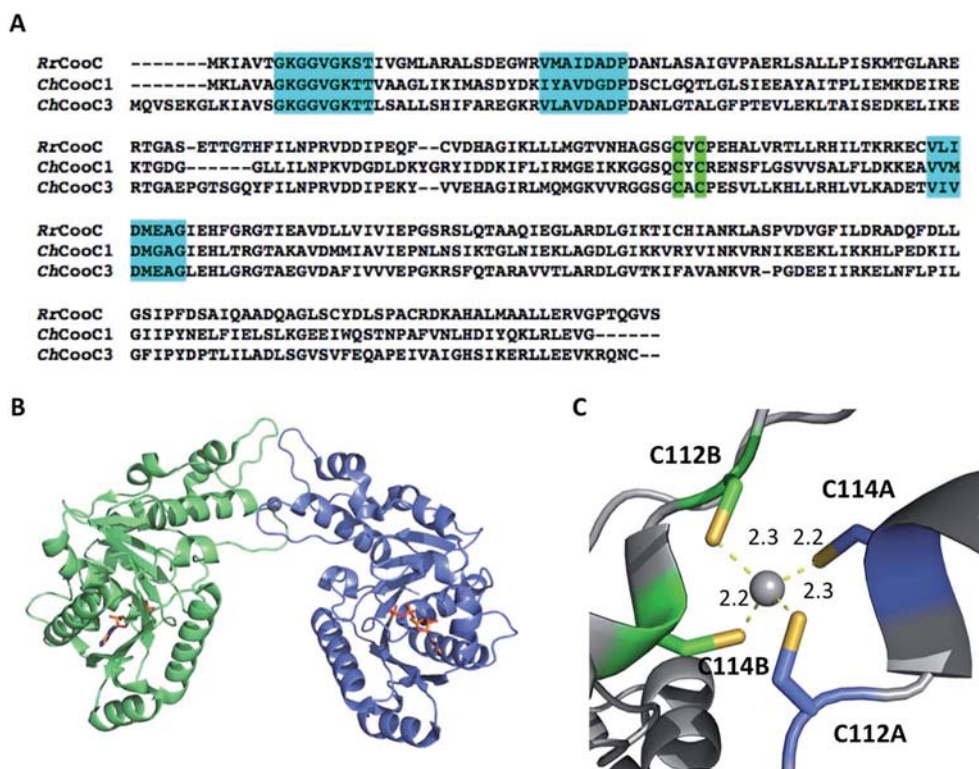 A
RrCooC -------MKIAVTGKGGVGKSTIVGMLARALSDEGWRVMAIDADPDANLASAIGVPAERLSALLPISKMTGLARE
ChCooC1 -------MKLAVAGKGGVGKTTVAAGLIKIMASDYDKIYAVDGDPDSCLGQTLGLSIEEAYAITPLIEMKDEIRE
ChCooC3 MQVSEKGLKIAVSGKGGVGKTTLSALLSHIFAREGKRVLAVDADPDANLGTALGFPTEVLEKLTAISEDKELIKE
RrCooC RTGAS-ETTGTHFILNPRVDDIPEQF--CVDHAGIKLLLMGTVNHAGSGCVCPEHALVRTLLRHILTKRKECVLI
ChCooC1 KTGDG------GLLILNPKVDGDLDKYGRYIDDKIFLIRMGEIKKGGSQCYCRENSFLGSVVSALFLDKKEAVVM
ChCooC3 RTGAEPGTSGQYFILNPRVDDIPEKY--VVEHAGIRLMQMGKVVRGGSGCACPESVLLKHLLRHLVLKADETVIV
RrCooC DMEAGIEHFGRGTIEAVDLLVIVIEPGSRSLQTAAQIEGLARDLGIKTICHIANKLASPVDVGFILDRADQFDLL
ChCooC1 DMGAGIEHLTRGTAKAVDMMIAVIEPNLNSIKTGLNIEKLAGDLGIKKVRYVINKVRNIKEEKLIKKHLPEDKIL
ChCooC3 DMEAGLEHLGRGTAEGVDAFIVVVEPGKRSFQTARAVVTLARDLGVTKIFAVANKVR-PGDEEIIRKELNFLPIL
RrCooC GSIPFDSAIQAADQAGLSCYDLSPACRDKAHALMAALLERVGPTQGVS
ChCooC1 GIIPYNELFIELSLKGEEIWQSTNPAFVNLHDIYQKLRLEVG------
ChCooC3 GFIPYDPTLILADLSGVSVFEQAPEIVAIGHSIKERLLEEVKRQNC--
B
C
C112B
C114A
2.3 2.2
2.2 2.3
C114B
C112A